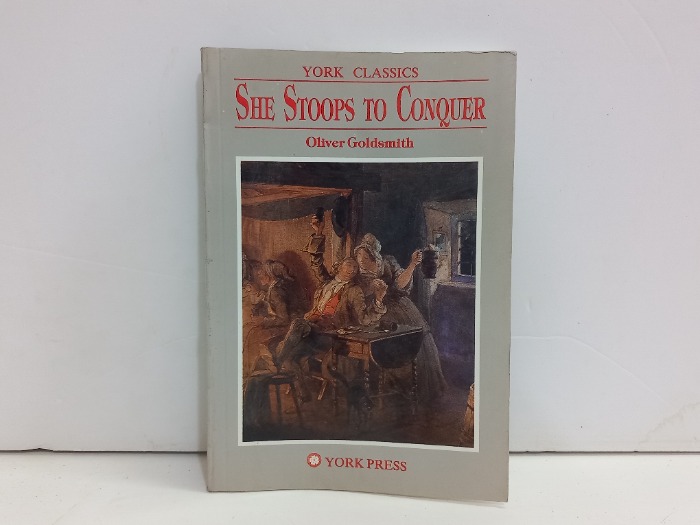 YORK CLASSICS
SHE STOOPS TO CONQUER
Oliver Goldsmith
YORK PRESS